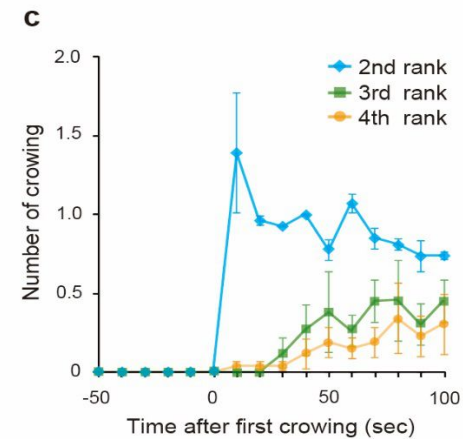 c
2.0
2nd rank
3rd rank
4th rank
1.5
1.0
0.5
0
Number of crowing
-50
0
50
100
Time after first crowing (sec)